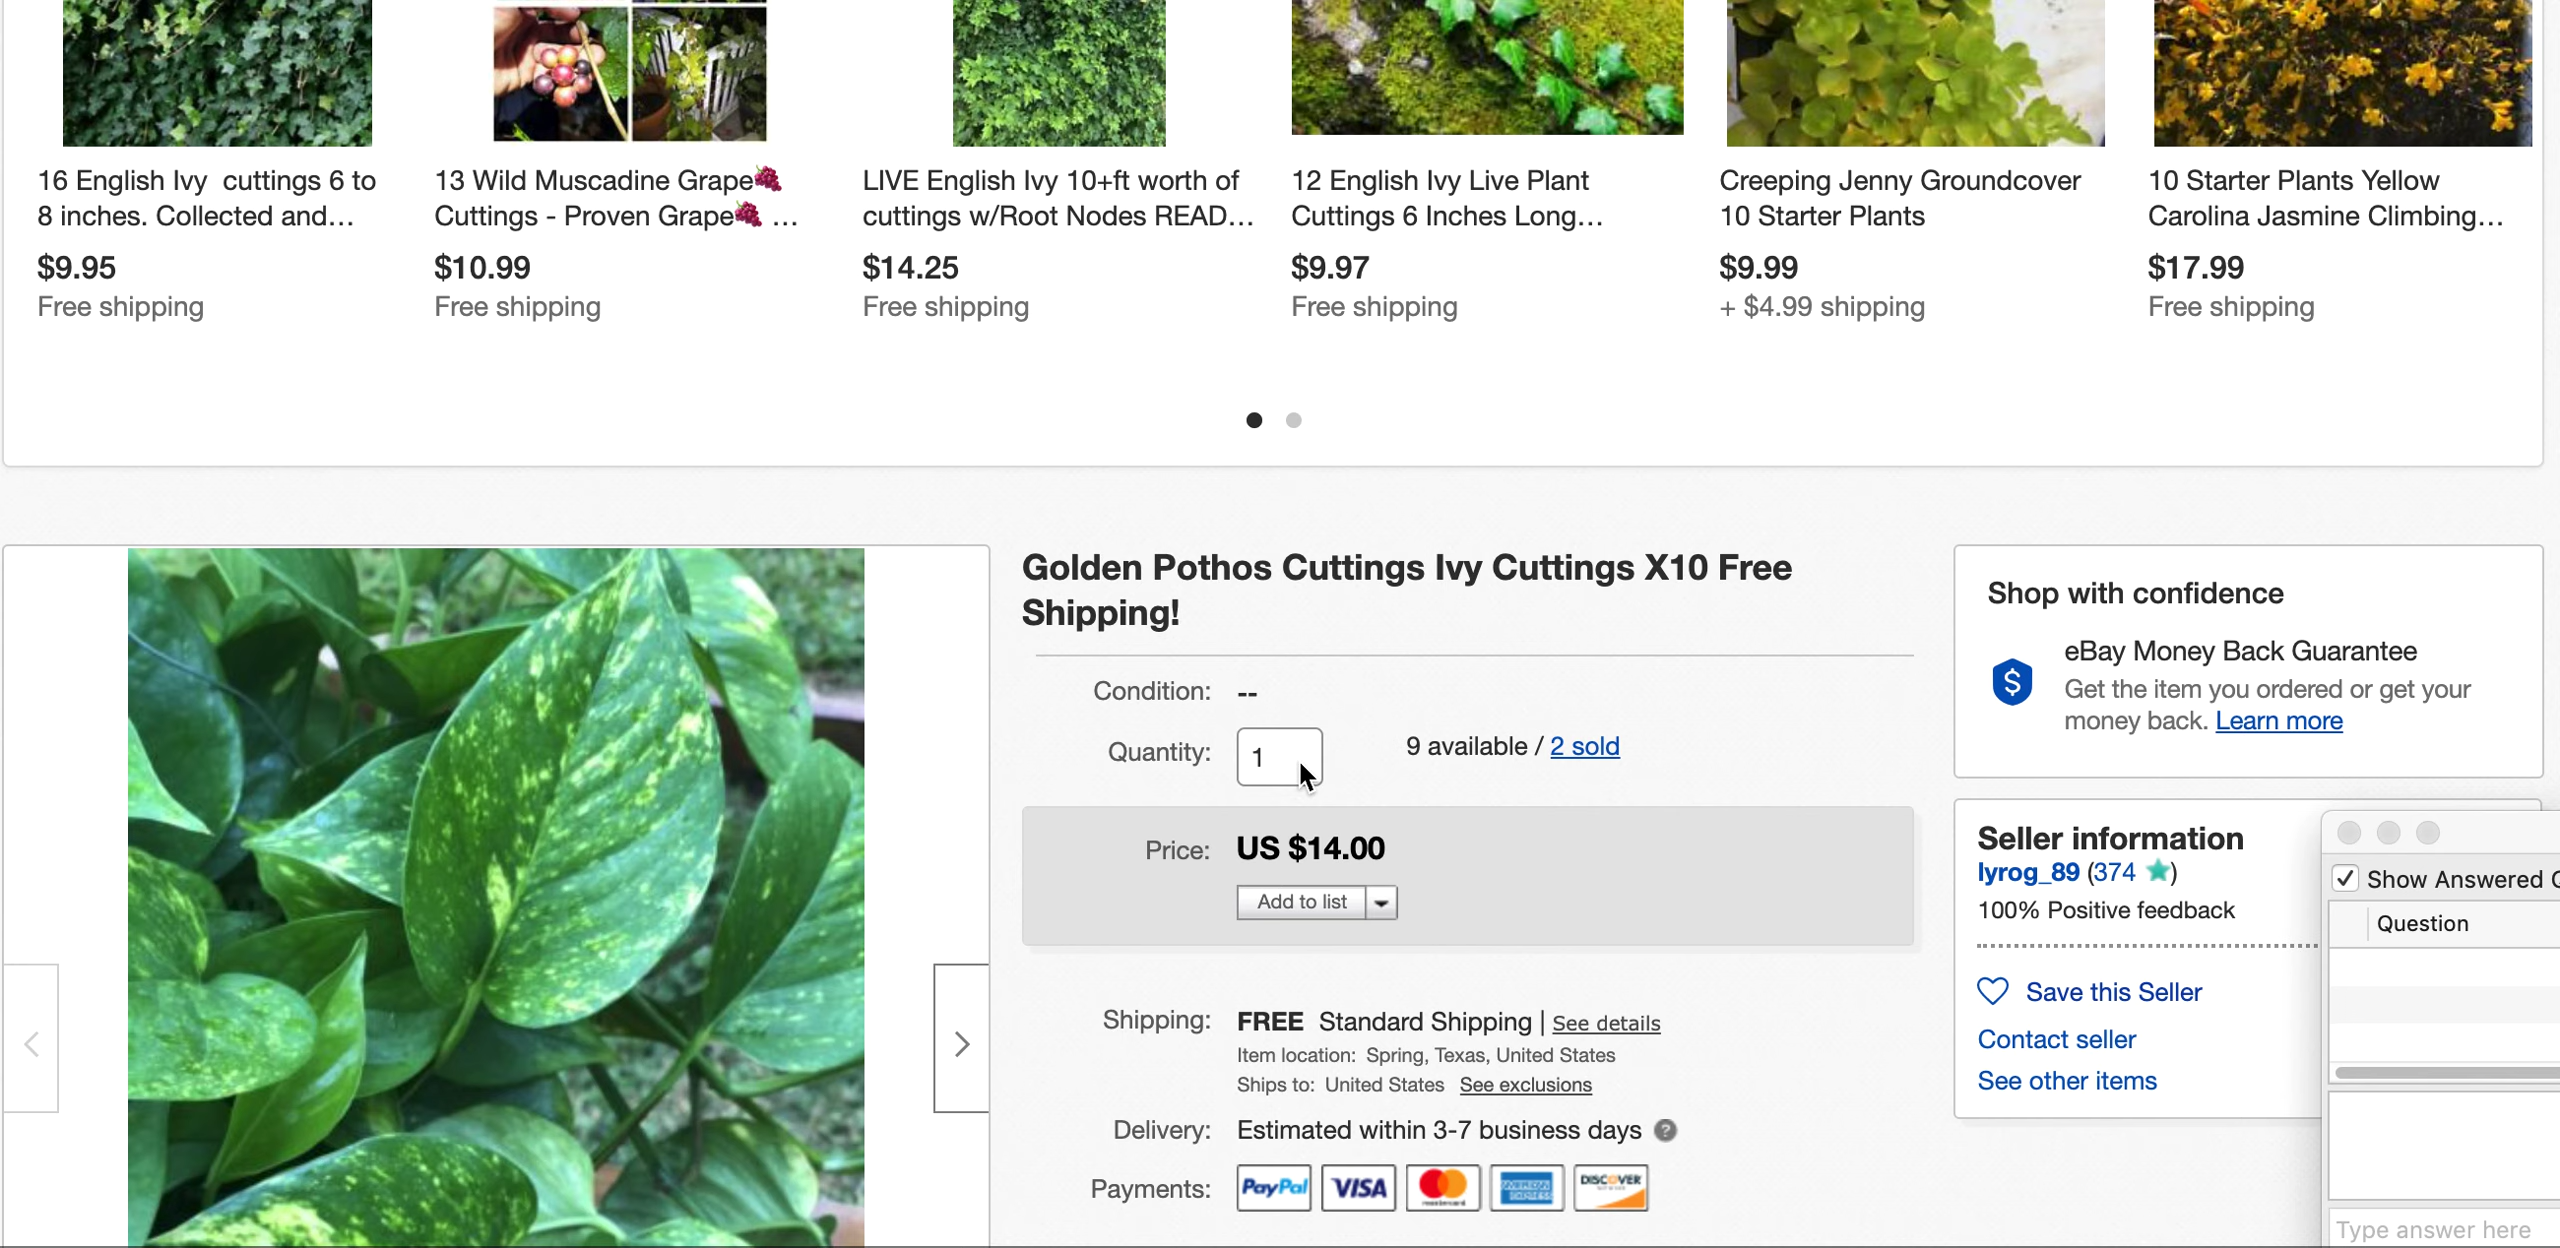 16 English Ivy cuttings 6 to
8 inches. Collected and...
$9.95
Free shipping
13 Wild Muscadine Grape🍇
Cuttings - Proven Grape🍇 ...
$10.99
Free shipping
LIVE English Ivy 10+ft worth of
cuttings w/Root Nodes READ...
$14.25
Free shipping
12 English Ivy Live Plant
Cuttings 6 Inches Long...
$9.97
Free shipping
Creeping Jenny Groundcover
10 Starter Plants
$9.99
+ $4.99 shipping
10 Starter Plants Yellow
Carolina Jasmine Climbing...
$17.99
Free shipping
Golden Pothos Cuttings Ivy Cuttings X10 Free
Shipping!
Condition: --
Quantity: 1 9 available / 2 sold
Price: US $14.00
Add to list
Shipping: FREE Standard Shipping | See details
Item location: Spring, Texas, United States
Ships to: United States See exclusions
Delivery: Estimated within 3-7 business days ?
Payments: PayPal VISA mastercard AMERICAN EXPRESS DISCOVER
Shop with confidence
$ eBay Money Back Guarantee
Get the item you ordered or get your
money back. Learn more
Seller information
lyrog_89 (374 ★)
100% Positive feedback
Save this Seller
Contact seller
See other items
Show Answered
Question
Type answer here